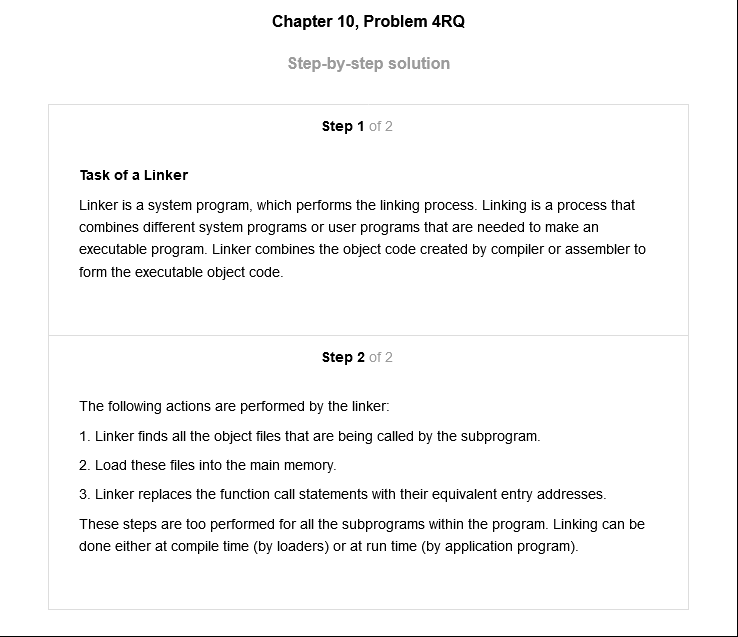 Chapter 10, Problem 4RQ
Step-by-step solution
Step 1 of 2
Task of a Linker
Linker is a system program, which performs the linking process. Linking is a process that
combines different system programs or user programs that are needed to make an
executable program. Linker combines the object code created by compiler or assembler to
form the executable object code.
Step 2 of 2
The following actions are performed by the linker:
1. Linker finds all the object files that are being called by the subprogram.
2. Load these files into the main memory.
3. Linker replaces the function call statements with their equivalent entry addresses.
These steps are too performed for all the subprograms within the program. Linking can be
done either at compile time (by loaders) or at run time (by application program).